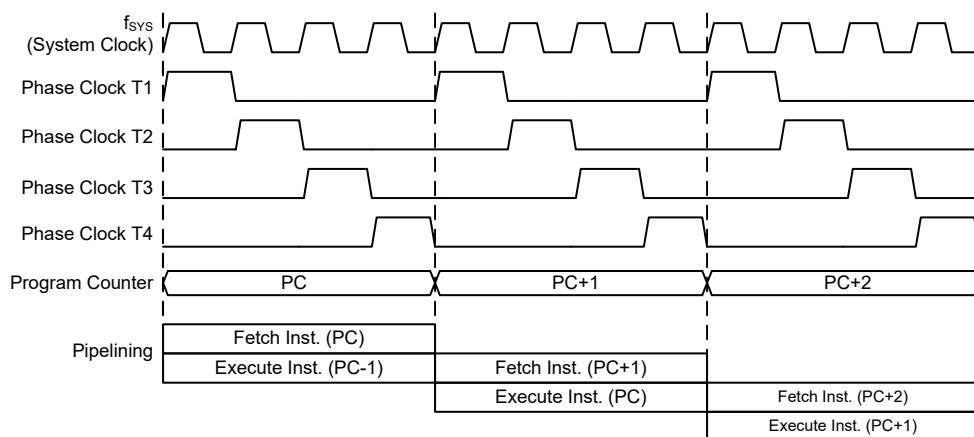 fSYS
(System Clock)
Phase Clock T1
Phase Clock T2
Phase Clock T3
Phase Clock T4
Program Counter PC PC+1 PC+2
Pipelining
Fetch Inst. (PC)
Execute Inst. (PC-1) Fetch Inst. (PC+1)
Execute Inst. (PC) Fetch Inst. (PC+2)
Execute Inst. (PC+1)